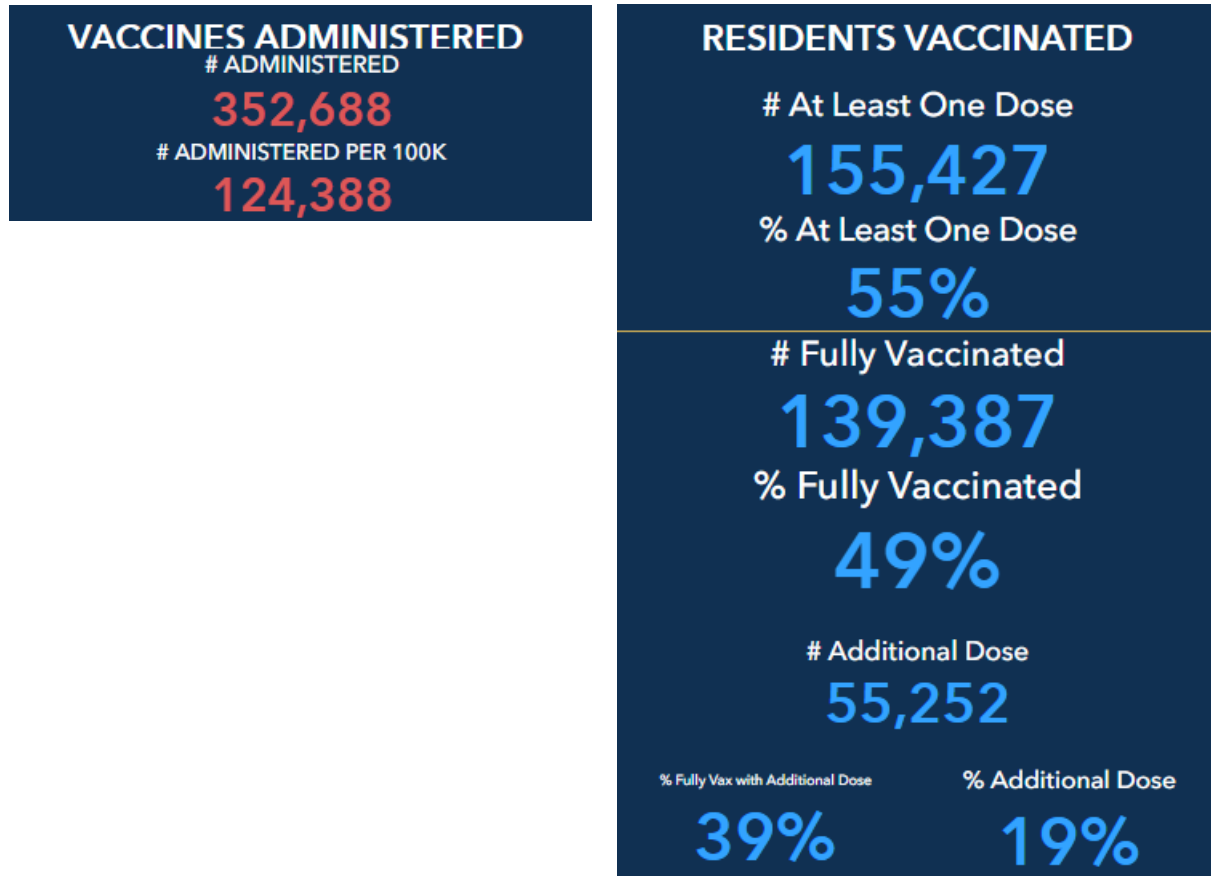 VACCINES ADMINISTERED
# ADMINISTERED
352,688
# ADMINISTERED PER 100K
124,388
RESIDENTS VACCINATED
# At Least One Dose
155,427
% At Least One Dose
55%
# Fully Vaccinated
139,387
% Fully Vaccinated
49%
# Additional Dose
55,252
% Fully Vax with Additional Dose
39%
% Additional Dose
19%